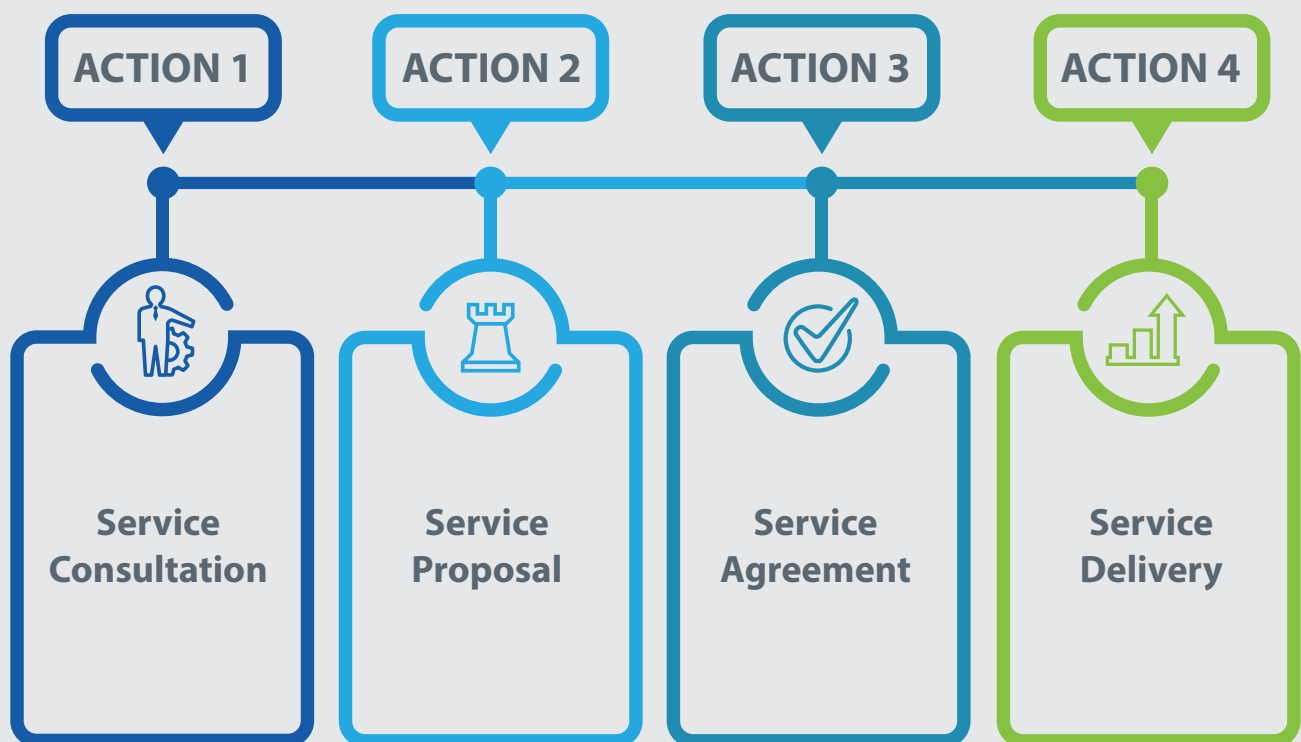 ACTION 1
ACTION 2
ACTION 3
ACTION 4
Service
Consultation
Service
Proposal
Service
Agreement
Service
Delivery